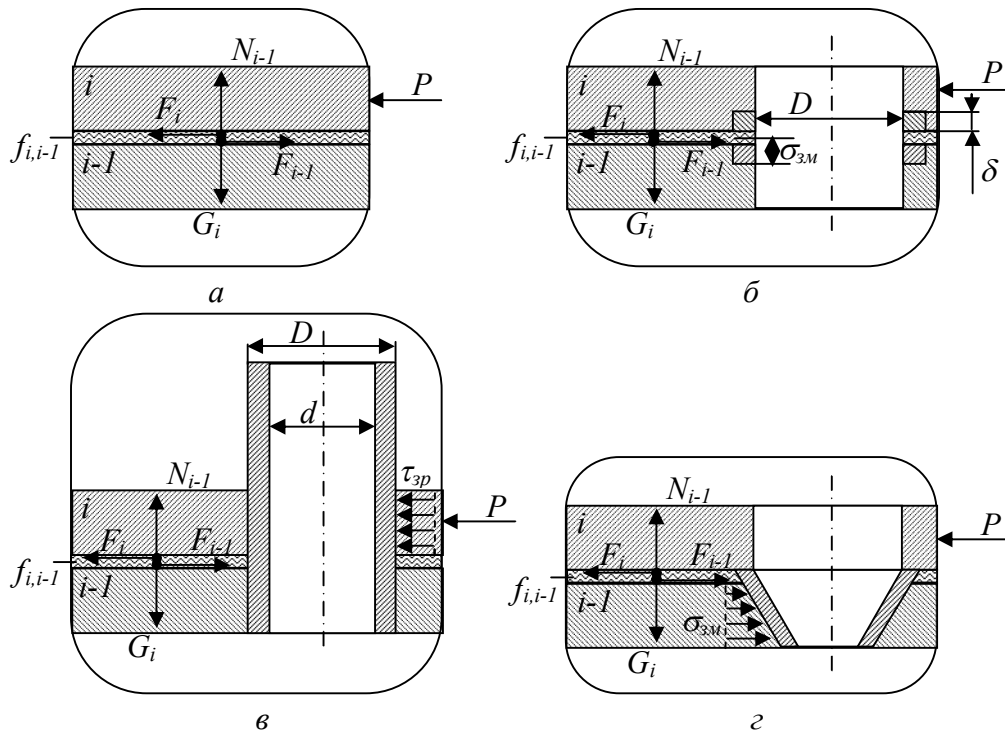 N_{i-1}
i
P
F_i
f_{i,i-1}
i-1
F_{i-1}
G_i
а
N_{i-1}
i
P
D
F_i
f_{i,i-1}
i-1
F_{i-1}
σ_{зм}
δ
G_i
б
D
d
τ_{зр}
N_{i-1}
i
P
F_i
F_{i-1}
f_{i,i-1}
i-1
G_i
в
N_{i-1}
i
P
F_i
F_{i-1}
f_{i,i-1}
i-1
σ_{зм}
G_i
г